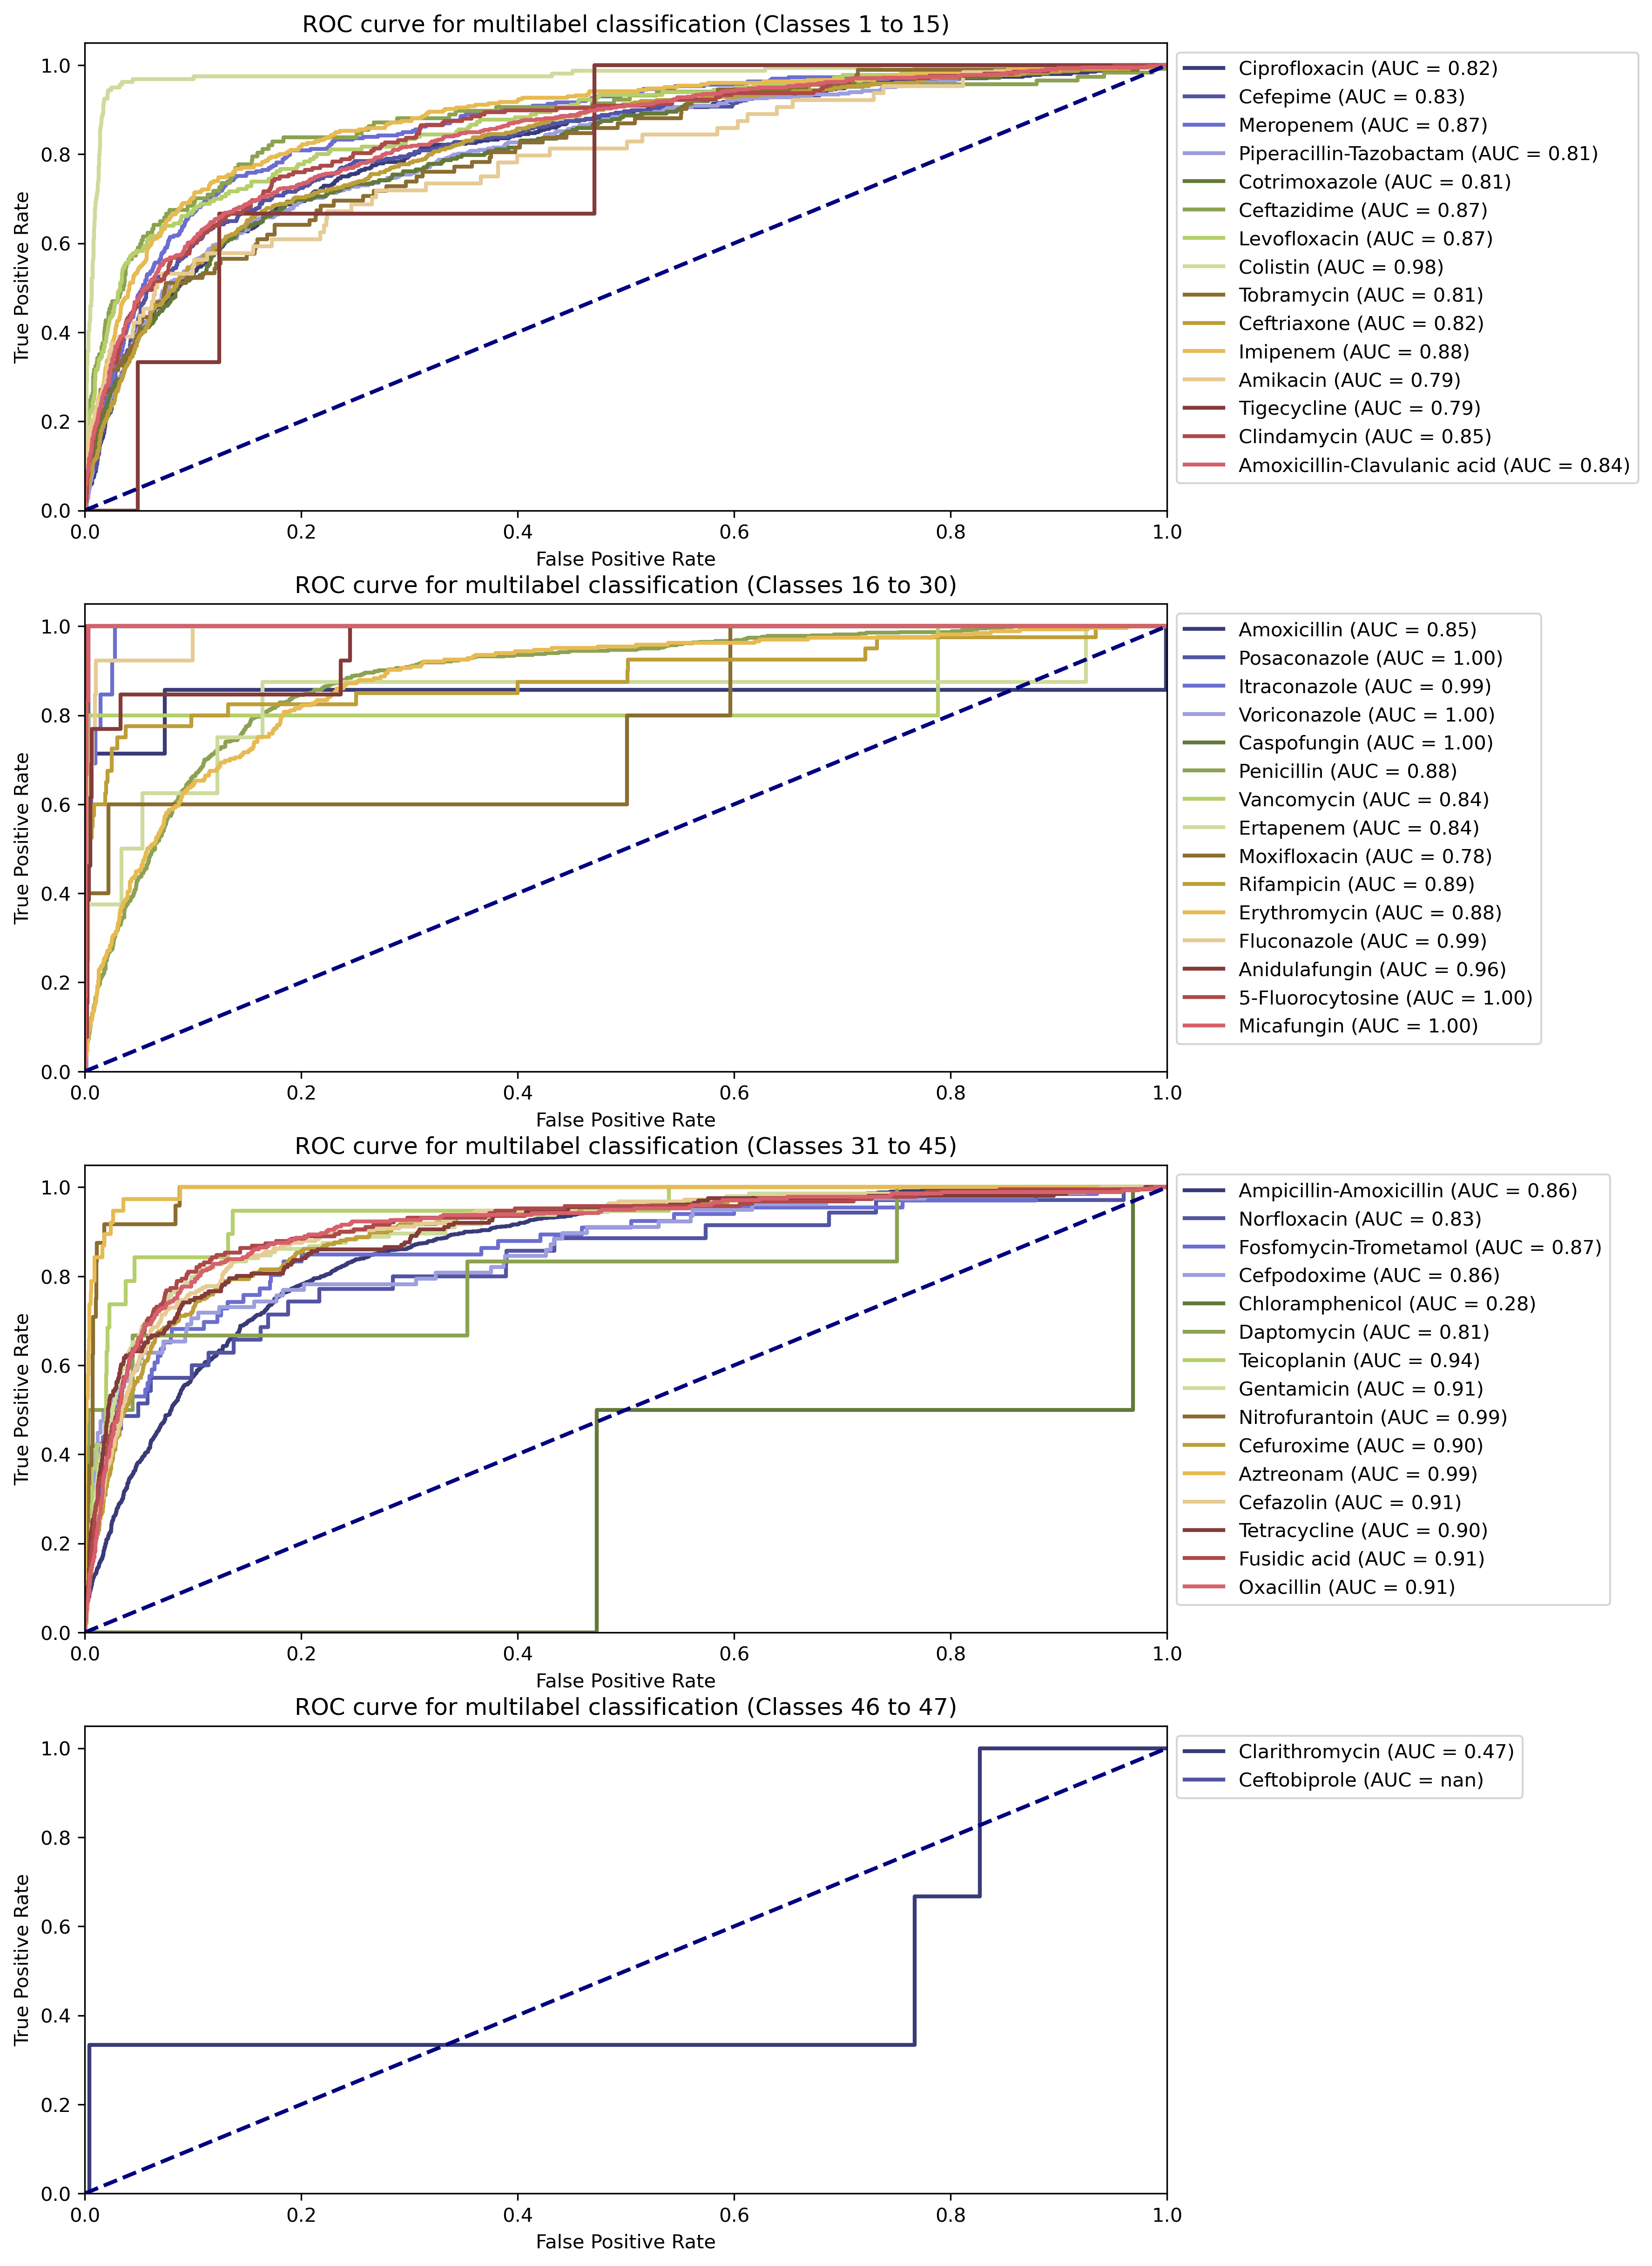 ROC curve for multilabel classification (Classes 1 to 15)
1.0
0.8
0.6
0.4
0.2
0.0
True Positive Rate
0.0 0.2 0.4 0.6 0.8 1.0
False Positive Rate
Ciprofloxacin (AUC = 0.82)
Cefepime (AUC = 0.83)
Meropenem (AUC = 0.87)
Piperacillin-Tazobactam (AUC = 0.81)
Cotrimoxazole (AUC = 0.81)
Ceftazidime (AUC = 0.87)
Levofloxacin (AUC = 0.87)
Colistin (AUC = 0.98)
Tobramycin (AUC = 0.81)
Ceftriaxone (AUC = 0.82)
Imipenem (AUC = 0.88)
Amikacin (AUC = 0.79)
Tigecycline (AUC = 0.79)
Clindamycin (AUC = 0.85)
Amoxicillin-Clavulanic acid (AUC = 0.84)
ROC curve for multilabel classification (Classes 16 to 30)
1.0
0.8
0.6
0.4
0.2
0.0
True Positive Rate
0.0 0.2 0.4 0.6 0.8 1.0
False Positive Rate
Amoxicillin (AUC = 0.85)
Posaconazole (AUC = 1.00)
Itraconazole (AUC = 0.99)
Voriconazole (AUC = 1.00)
Caspofungin (AUC = 1.00)
Penicillin (AUC = 0.88)
Vancomycin (AUC = 0.84)
Ertapenem (AUC = 0.84)
Moxifloxacin (AUC = 0.78)
Rifampicin (AUC = 0.89)
Erythromycin (AUC = 0.88)
Fluconazole (AUC = 0.99)
Anidulafungin (AUC = 0.96)
5-Fluorocytosine (AUC = 1.00)
Micafungin (AUC = 1.00)
ROC curve for multilabel classification (Classes 31 to 45)
1.0
0.8
0.6
0.4
0.2
0.0
True Positive Rate
0.0 0.2 0.4 0.6 0.8 1.0
False Positive Rate
Ampicillin-Amoxicillin (AUC = 0.86)
Norfloxacin (AUC = 0.83)
Fosfomycin-Trometamol (AUC = 0.87)
Cefpodoxime (AUC = 0.86)
Chloramphenicol (AUC = 0.28)
Daptomycin (AUC = 0.81)
Teicoplanin (AUC = 0.94)
Gentamicin (AUC = 0.91)
Nitrofurantoin (AUC = 0.99)
Cefuroxime (AUC = 0.90)
Aztreonam (AUC = 0.99)
Cefazolin (AUC = 0.91)
Tetracycline (AUC = 0.90)
Fusidic acid (AUC = 0.91)
Oxacillin (AUC = 0.91)
ROC curve for multilabel classification (Classes 46 to 47)
1.0
0.8
0.6
0.4
0.2
0.0
True Positive Rate
0.0 0.2 0.4 0.6 0.8 1.0
False Positive Rate
Clarithromycin (AUC = 0.47)
Ceftobiprole (AUC = nan)